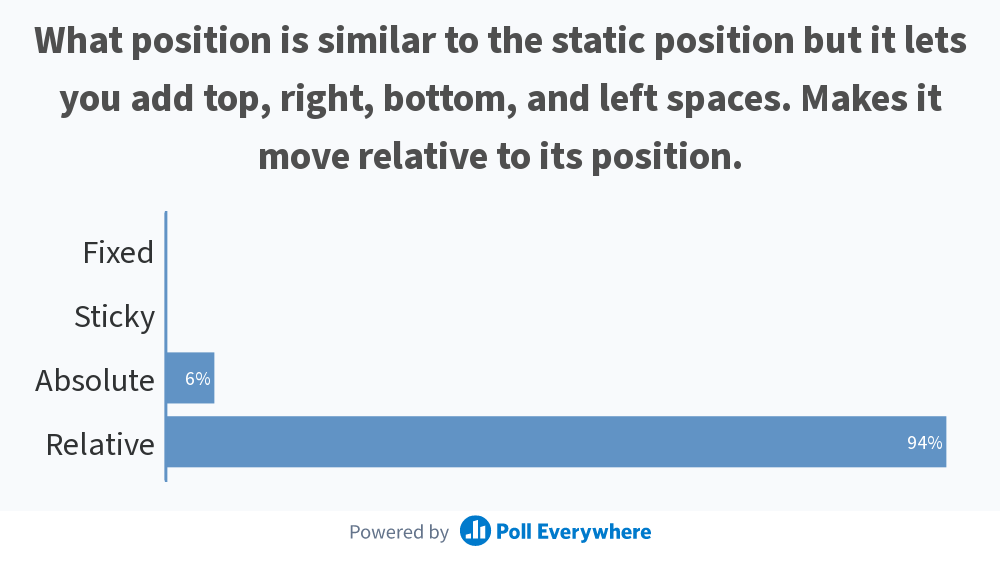 What position is similar to the static position but it lets
you add top, right, bottom, and left spaces. Makes it
move relative to its position.
Fixed
Sticky
Absolute 6%
Relative 94%
Powered by Poll Everywhere